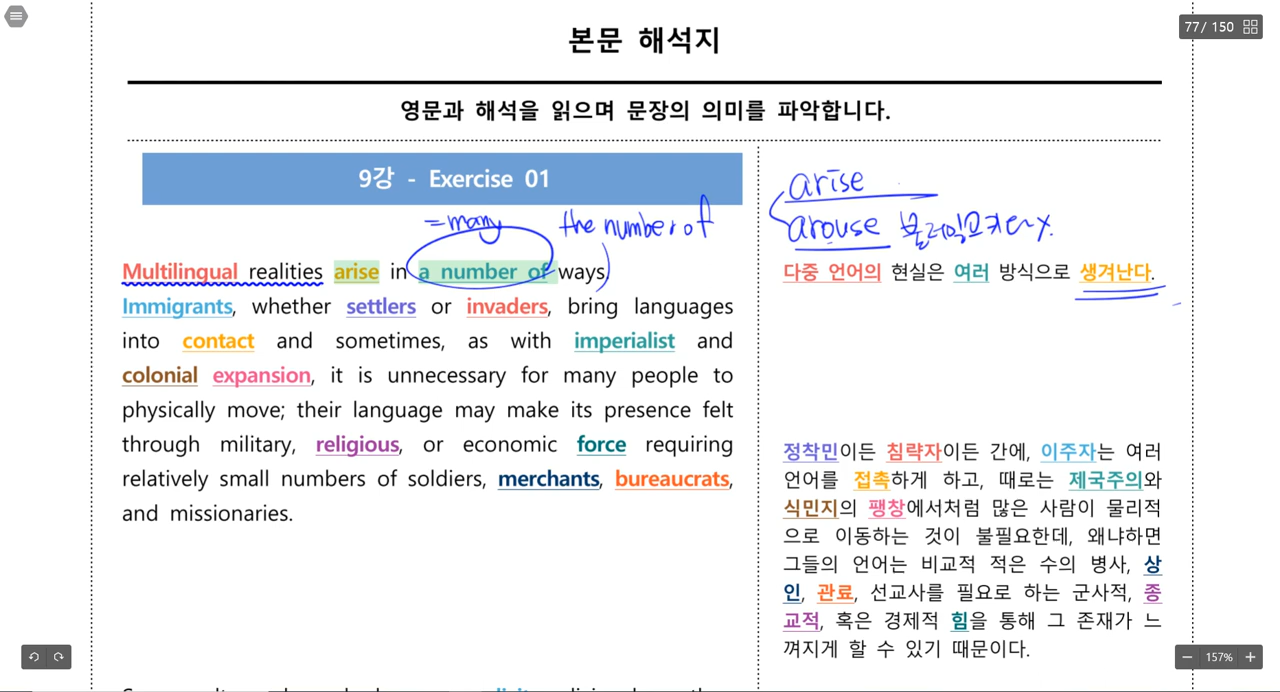 77/ 150
본문 해석지
영문과 해석을 읽으며 문장의 의미를 파악합니다.
9강 - Exercise 01
=many the number of
Multilingual realities arise in a number of ways)
Immigrants, whether settlers or invaders, bring languages
into contact and sometimes, as with imperialist and
colonial expansion, it is unnecessary for many people to
physically move; their language may make its presence felt
through military, religious, or economic force requiring
relatively small numbers of soldiers, merchants, bureaucrats,
and missionaries.
arise
arouse 불러일으키다 x.
다중 언어의 현실은 여러 방식으로 생겨난다.
정착민이든 침략자이든 간에, 이주자는 여러
언어를 접촉하게 하고, 때로는 제국주의와
식민지의 팽창에서처럼 많은 사람이 물리적
으로 이동하는 것이 불필요한데, 왜냐하면
그들의 언어는 비교적 적은 수의 병사, 상
인, 관료, 선교사를 필요로 하는 군사적, 종
교적, 혹은 경제적 힘을 통해 그 존재가 느
껴지게 할 수 있기 때문이다.
157%